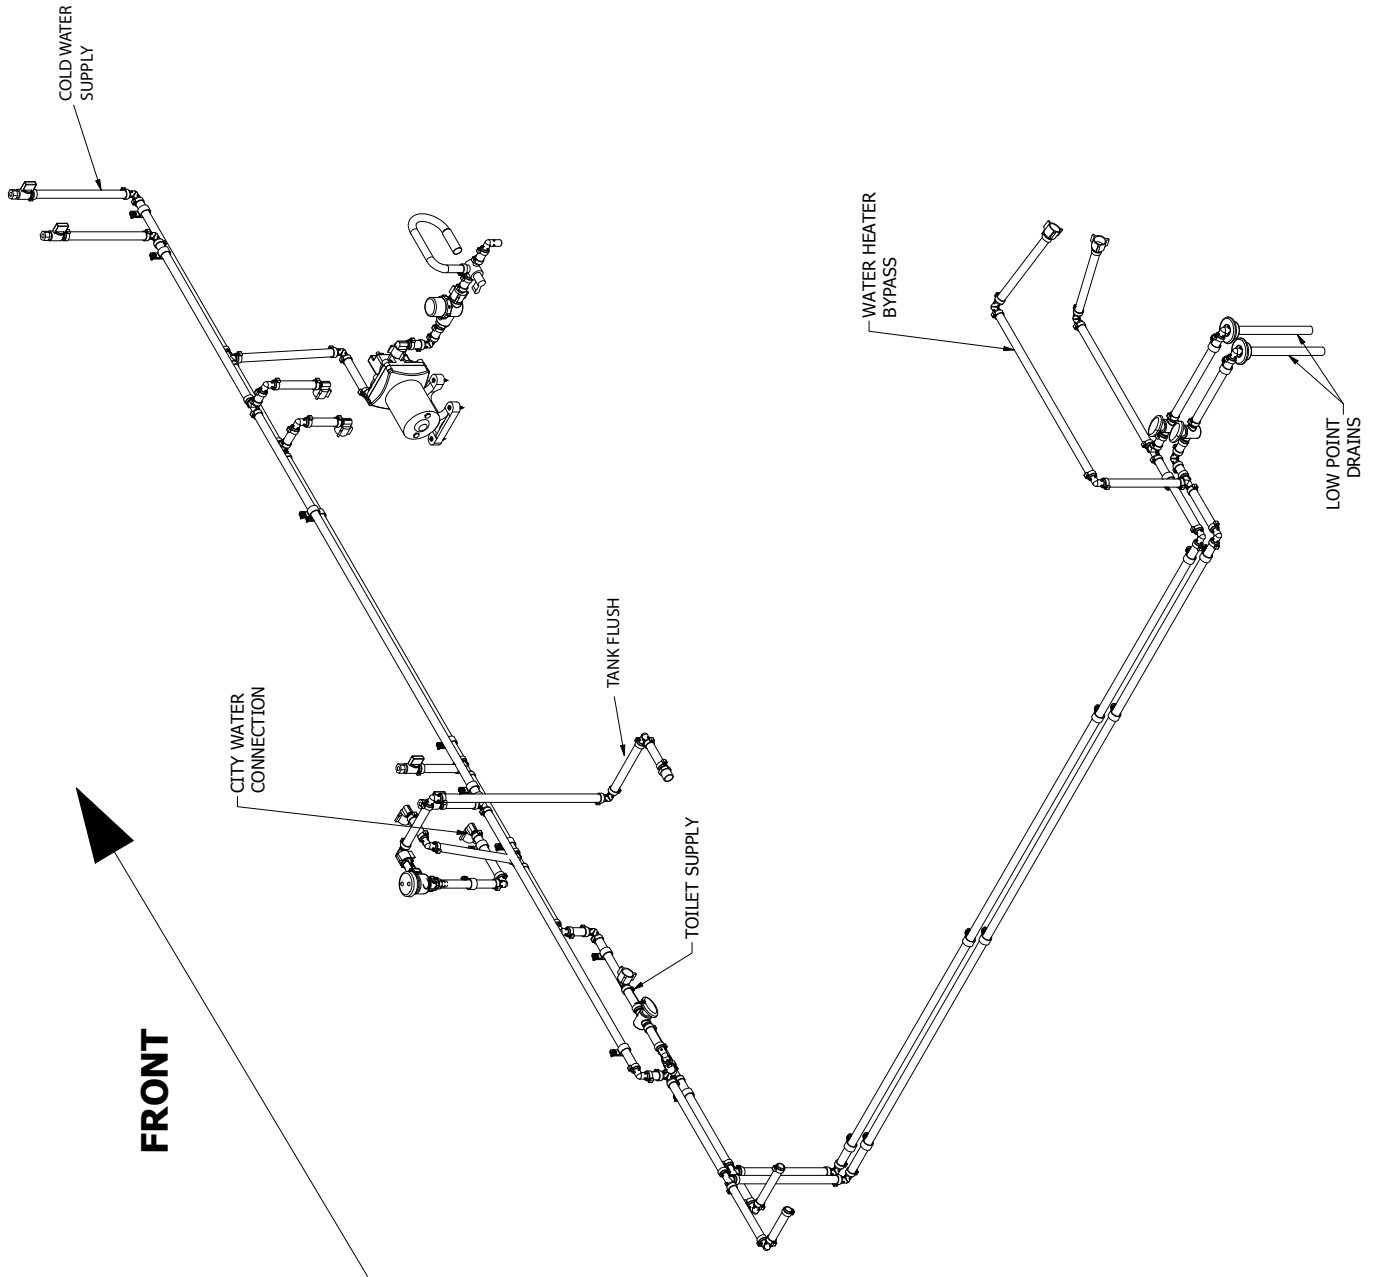 COLD WATER
SUPPLY
WATER HEATER
BYPASS
LOW POINT
DRAINS
TANK FLUSH
CITY WATER
CONNECTION
TOILET SUPPLY
FRONT